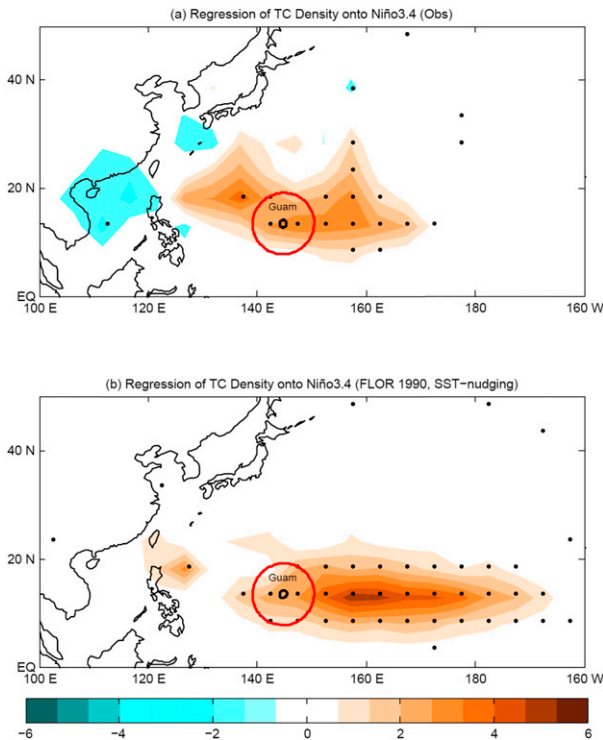 (a) Regression of TC Density onto Niño3.4 (Obs)
40 N
20 N
Guam
EQ
100 E 120 E 140 E 160 E 180 160 W
(b) Regression of TC Density onto Niño3.4 (FLOR 1990, SST−nudging)
40 N
20 N
Guam
EQ
100 E 120 E 140 E 160 E 180 160 W
−6 −4 −2 0 2 4 6